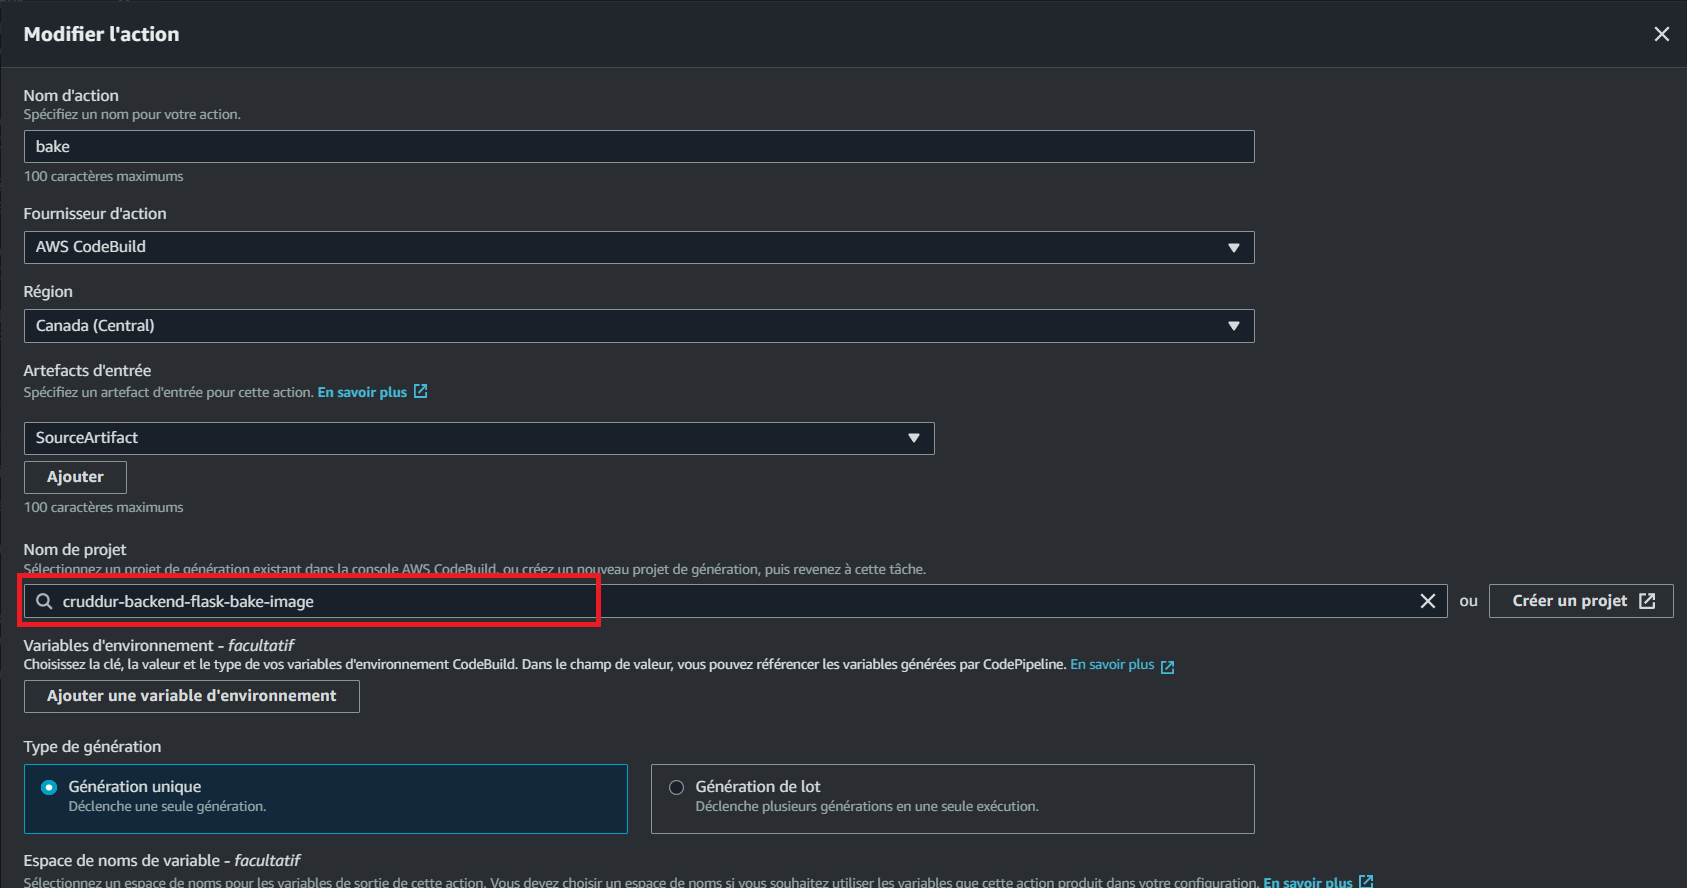 Modifier l'action
Nom d'action
Spécifiez un nom pour votre action.
bake
100 caractères maximums
Fournisseur d'action
AWS CodeBuild
Région
Canada (Central)
Artefacts d'entrée
Spécifiez un artefact d'entrée pour cette action. En savoir plus
SourceArtifact
Ajouter
100 caractères maximums
Nom de projet
Sélectionnez un projet de génération existant dans la console AWS CodeBuild, ou créez un nouveau projet de génération, puis revenez à cette tâche.
cruddur-backend-flask-bake-image
ou
Créer un projet
Variables d'environnement - facultatif
Choisissez la clé, la valeur et le type de vos variables d'environnement CodeBuild. Dans le champ de valeur, vous pouvez référencer les variables générées par CodePipeline. En savoir plus
Ajouter une variable d'environnement
Type de génération
Génération unique
Déclenche une seule génération.
Génération de lot
Déclenche plusieurs générations en une seule exécution.
Espace de noms de variable - facultatif
Sélectionnez un espace de noms pour les variables de sortie de cette action. Vous devez choisir un espace de noms si vous souhaitez utiliser les variables que cette action produit dans votre configuration. En savoir plus